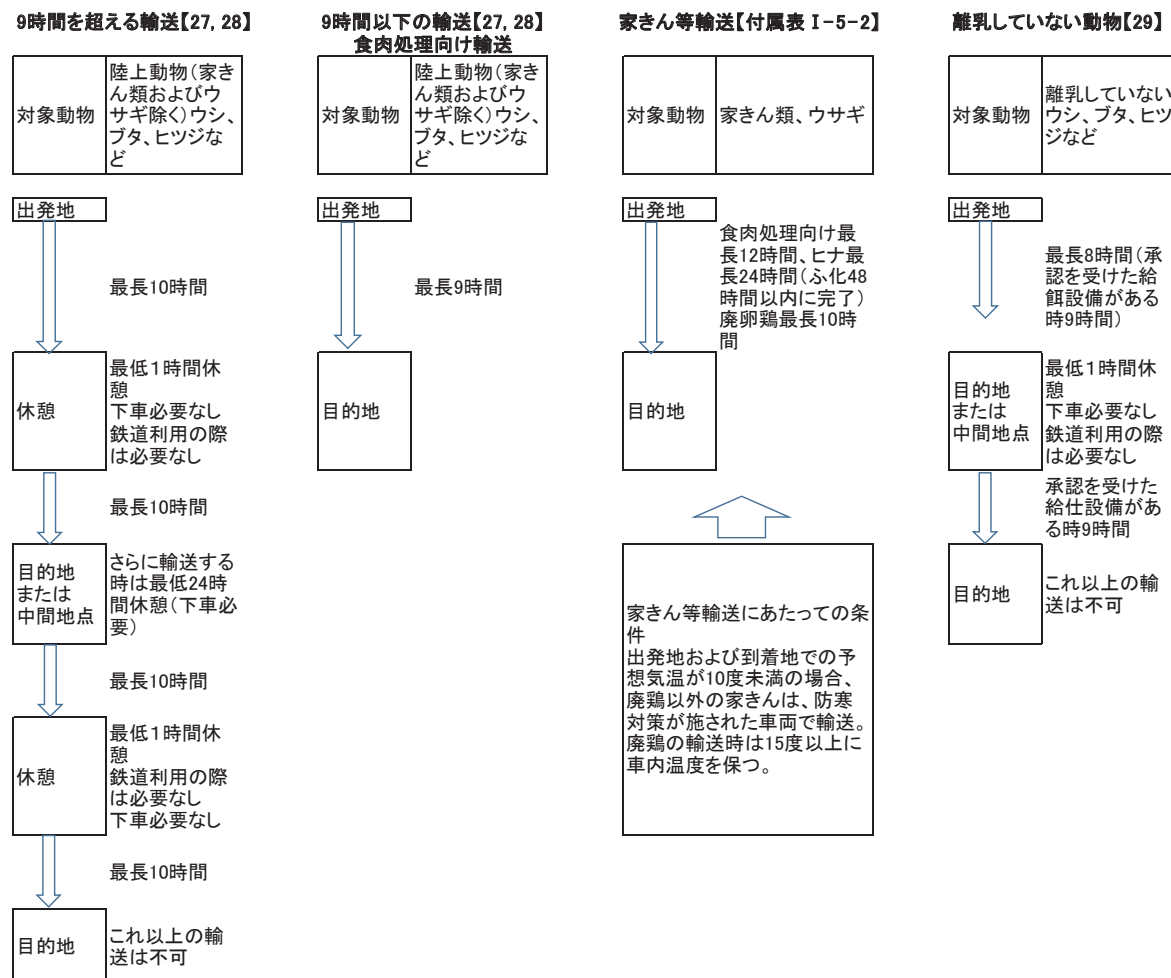 9時間を超える輸送【27, 28】
対象動物
陸上動物（家き
ん類およびウ
サギ除く）ウシ、
ブタ、ヒツジな
ど
出発地
最長10時間
休憩
最低１時間休
憩
下車必要なし
鉄道利用の際
は必要なし
最長10時間
目的地
または
中間地点
さらに輸送する
時は最低24時
間休憩（下車必
要）
最長10時間
休憩
最低１時間休
憩
鉄道利用の際
は必要なし
下車必要なし
最長10時間
目的地
これ以上の輸
送は不可
9時間以下の輸送【27, 28】
食肉処理向け輸送
対象動物
陸上動物（家き
ん類およびウ
サギ除く）ウシ、
ブタ、ヒツジな
ど
出発地
最長9時間
目的地
家きん等輸送【付属表 I-5-2】
対象動物
家きん類、ウサギ
出発地
食肉処理向け最
長12時間、ヒナ最
長24時間（ふ化48
時間以内に完了）
廃卵鶏最長10時
間
目的地
家きん等輸送にあたっての条
件
出発地および到着地での予
想気温が10度未満の場合、
廃鶏以外の家きんは、防寒
対策が施された車両で輸送。
廃鶏の輸送時は15度以上に
車内温度を保つ。
離乳していない動物【29】
対象動物
離乳していない
ウシ、ブタ、ヒツ
ジなど
出発地
最長8時間（承
認を受けた給
餌設備がある
時9時間）
目的地
または
中間地点
最低１時間休
憩
下車必要なし
鉄道利用の際
は必要なし
承認を受けた
給仕設備があ
る時9時間
目的地
これ以上の輸
送は不可